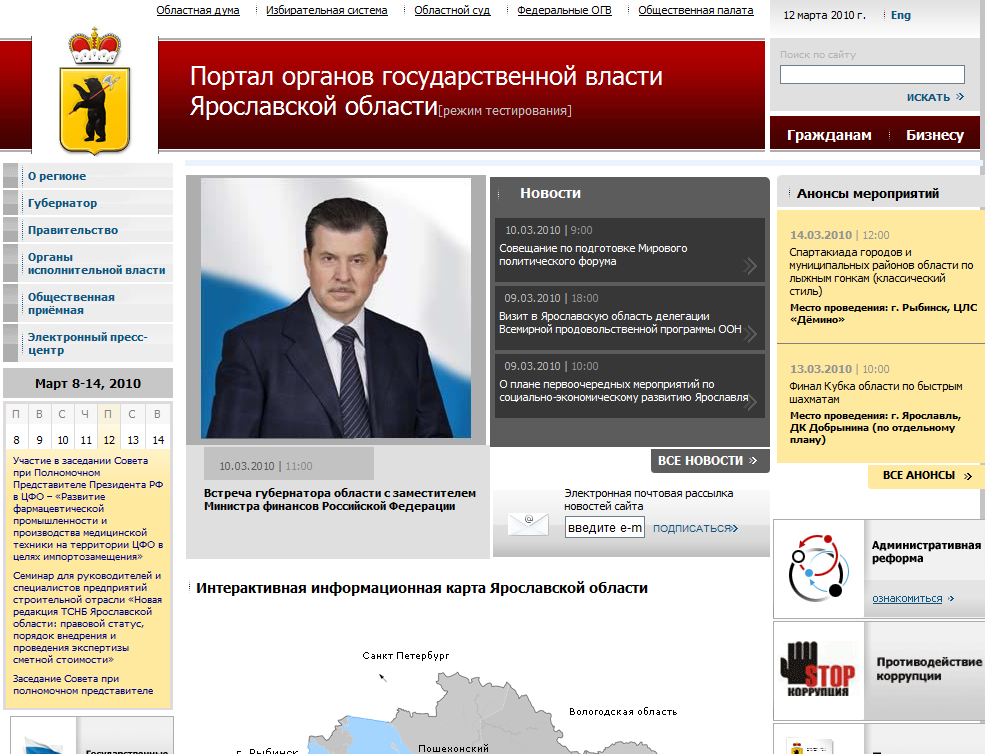 Областная дума
Избирательная система
Областной суд
Федеральные ОГВ
Общественная палата
12 марта 2010 г.
Eng
Поиск по сайту
ИСКАТЬ
Портал органов государственной власти
Ярославской области[режим тестирования]
Гражданам
Бизнесу
О регионе
Губернатор
Правительство
Органы
исполнительной власти
Общественная
приёмная
Электронный пресс-
центр
Март 8-14, 2010
П В С Ч П С В
8 9 10 11 12 13 14
Участие в заседании Совета
при Полномочном
Представителе Президента РФ
в ЦФО – «Развитие
фармацевтической
промышленности и
производства медицинской
техники на территории ЦФО в
целях импортозамещения»
Семинар для руководителей и
специалистов предприятий
строительной отрасли «Новая
редакция ТСНБ Ярославской
области: правовой статус,
порядок внедрения и
проведения экспертизы
сметной стоимости»
Заседание Совета при
полномочном представителе
Государственные
10.03.2010 | 11:00
Встреча губернатора области с заместителем
Министра финансов Российской Федерации
Новости
10.03.2010 | 9:00
Совещание по подготовке Мирового
политического форума
09.03.2010 | 18:00
Визит в Ярославскую область делегации
Всемирной продовольственной программы ООН
09.03.2010 | 10:00
О плане первоочередных мероприятий по
социально-экономическому развитию Ярославля
ВСЕ НОВОСТИ
Электронная почтовая рассылка
новостей сайта
введите e-m
ПОДПИСАТЬСЯ
Интерактивная информационная карта Ярославской области
Санкт Петербург
Вологодская область
г. Рыбинск
Пошехонский
Анонсы мероприятий
14.03.2010 | 12:00
Спартакиада городов и
муниципальных районов области по
лыжным гонкам (классический
стиль)
Место проведения: г. Рыбинск, ЦЛС
«Дёмино»
13.03.2010 | 10:00
Финал Кубка области по быстрым
шахматам
Место проведения: г. Ярославль,
ДК Добрынина (по отдельному
плану)
ВСЕ АНОНСЫ
Административная
реформа
ознакомиться
STOP
КОРРУПЦИЯ
Противодействие
коррупции